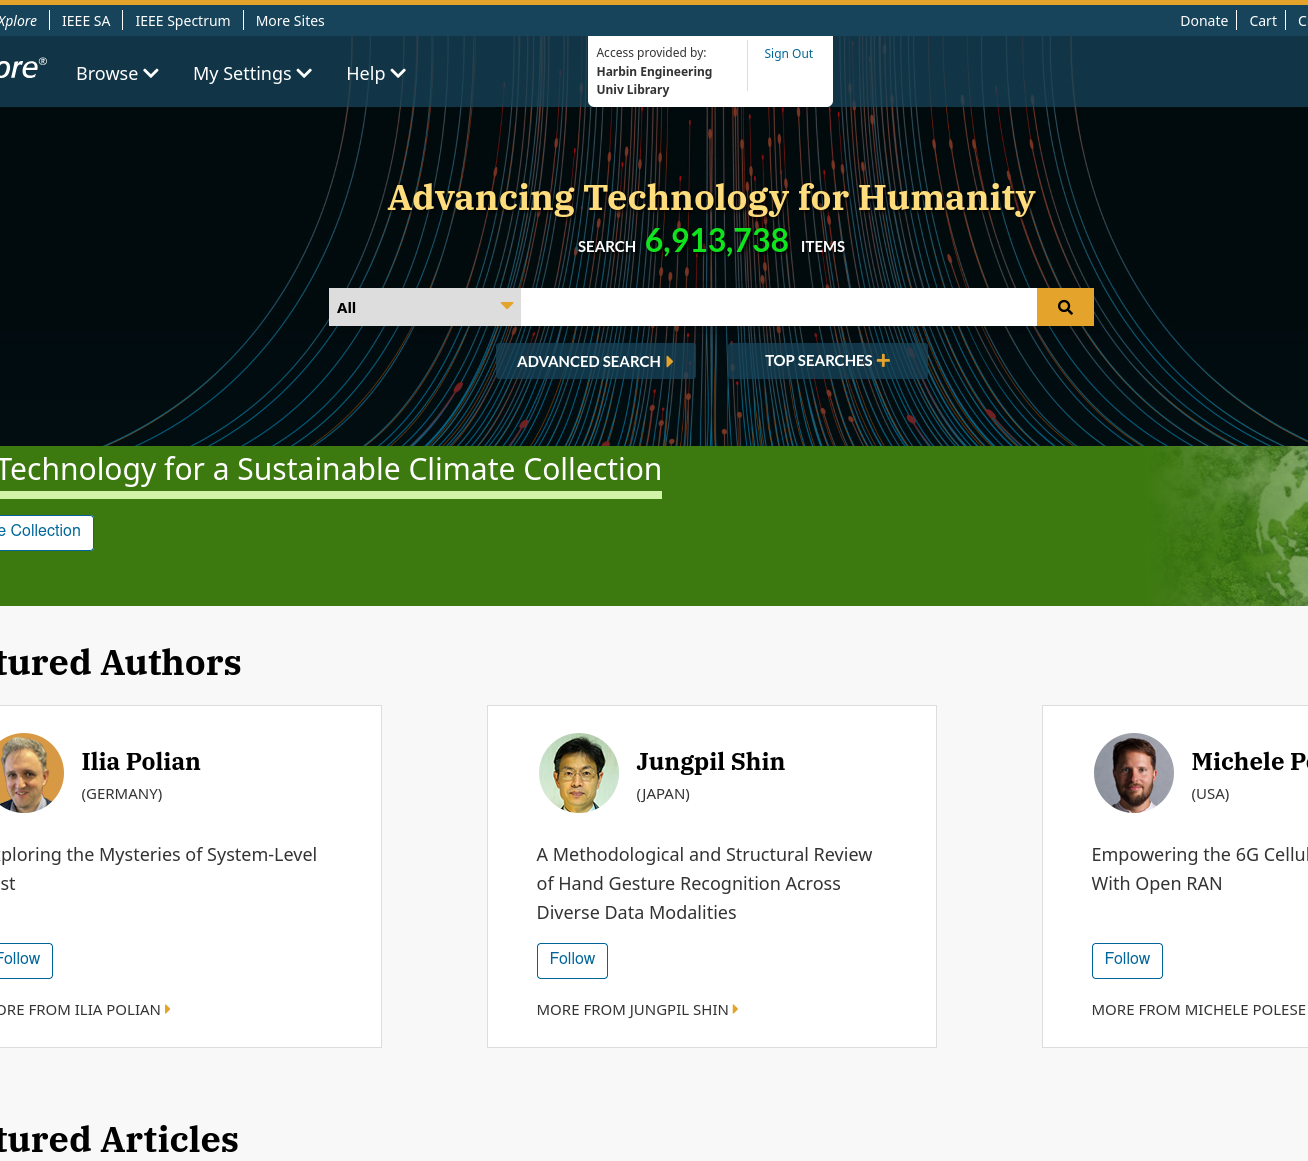 Xplore
IEEE SA
IEEE Spectrum
More Sites
Donate
Cart
ore®
Browse
My Settings
Help
Access provided by:
Harbin Engineering
Univ Library
Sign Out
Advancing Technology for Humanity
SEARCH 6,913,738 ITEMS
All
ADVANCED SEARCH
TOP SEARCHES
Technology for a Sustainable Climate Collection
e Collection
tured Authors
Ilia Polian
(GERMANY)
ploring the Mysteries of System-Level
st
Follow
ORE FROM ILIA POLIAN
Jungpil Shin
(JAPAN)
A Methodological and Structural Review
of Hand Gesture Recognition Across
Diverse Data Modalities
Follow
MORE FROM JUNGPIL SHIN
Michele P
(USA)
Empowering the 6G Cellul
With Open RAN
Follow
MORE FROM MICHELE POLESE
tured Articles